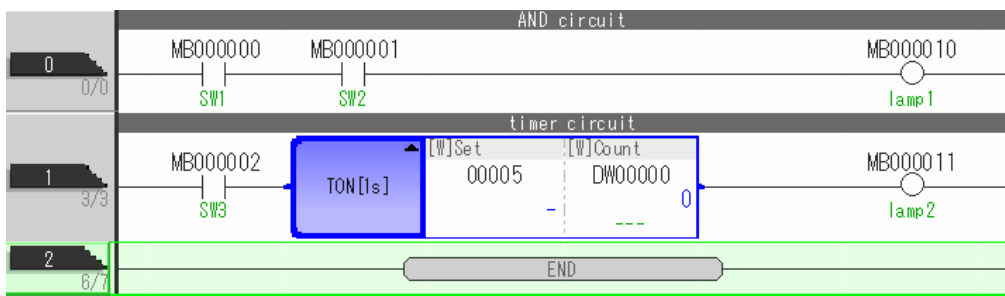 AND circuit
0 MB000000 MB000001 MB000010
0/0 SW1 SW2 lamp1
timer circuit
[W]Set [W]Count
1 MB000002 TON[1s] 00005 DW00000 MB000011
3/3 SW3 - 0 lamp2
---
2 END
6/7